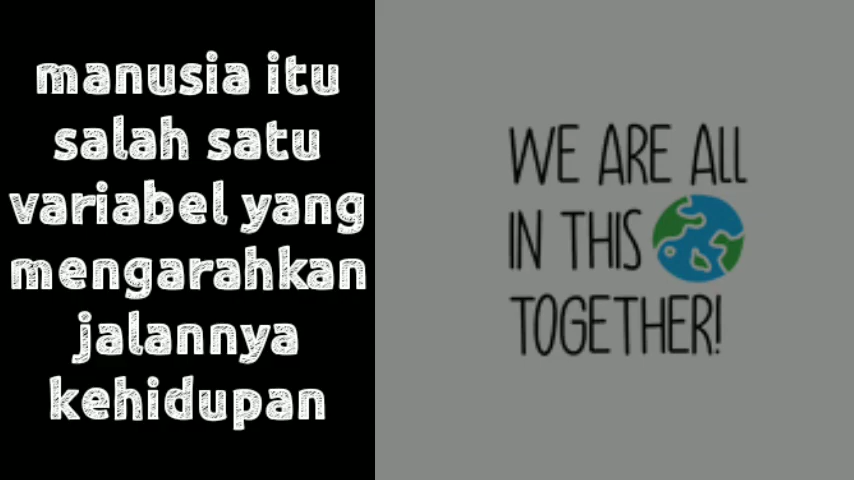 manusia itu
salah satu
variabel yang
mengarahkan
jalannya
kehidupan
WE ARE ALL
IN THIS
TOGETHER!